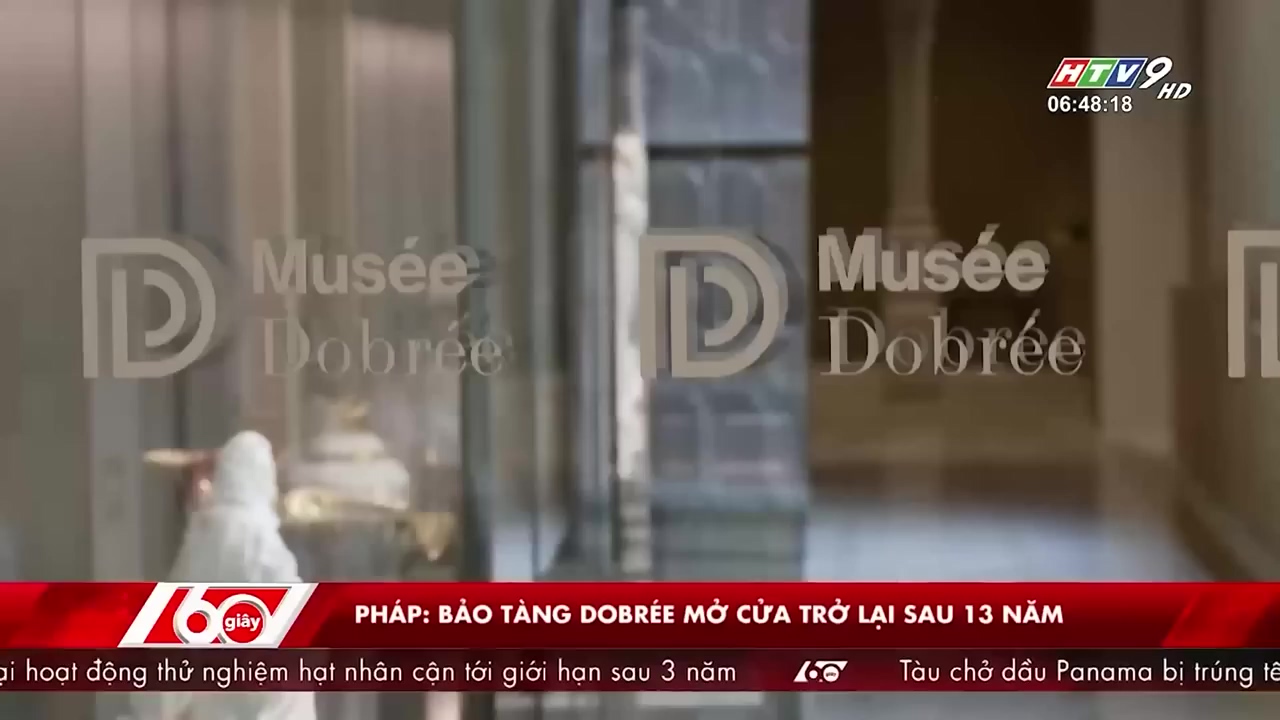 HTV9 HD
06:48:18
Musée
Dobrée
Musée
Dobrée
60 giây
PHÁP: BẢO TÀNG DOBRÉE MỞ CỬA TRỞ LẠI SAU 13 NĂM
hoạt động thử nghiệm hạt nhân cận tới giới hạn sau 3 năm
60 giây
Tàu chở dầu Panama bị trúng